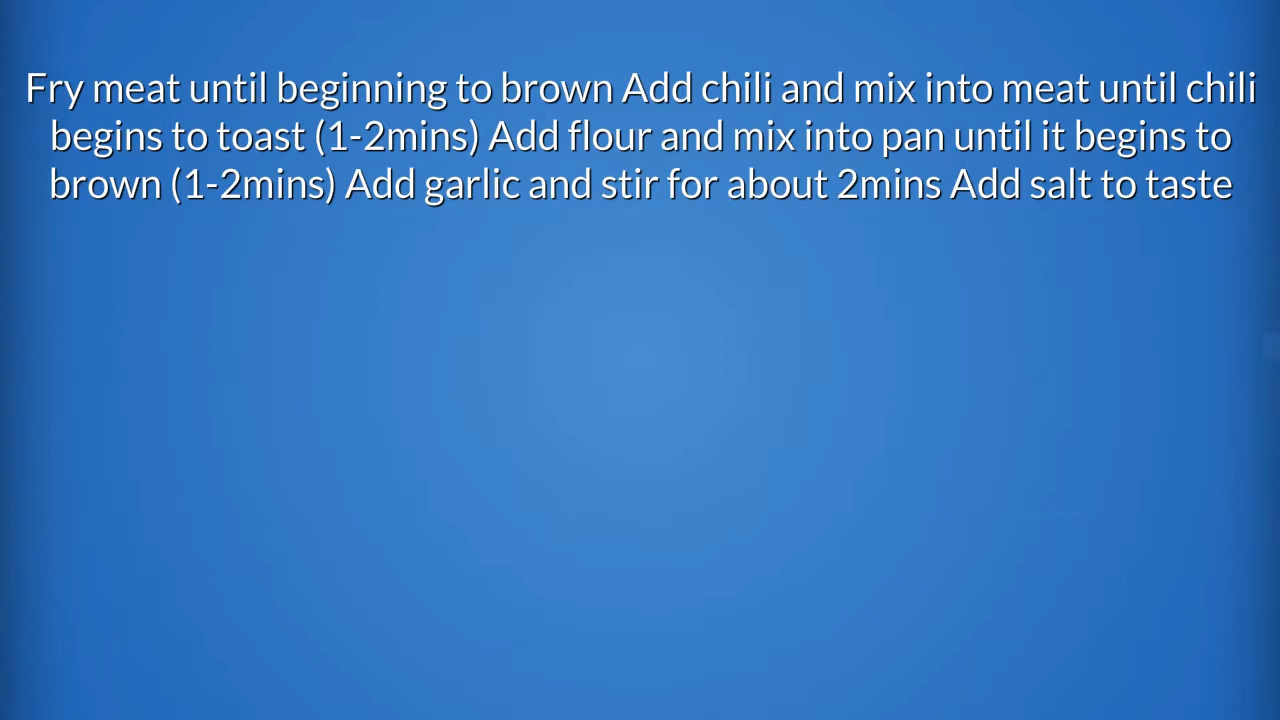 Fry meat until beginning to brown Add chili and mix into meat until chili
begins to toast (1-2mins) Add flour and mix into pan until it begins to
brown (1-2mins) Add garlic and stir for about 2mins Add salt to taste